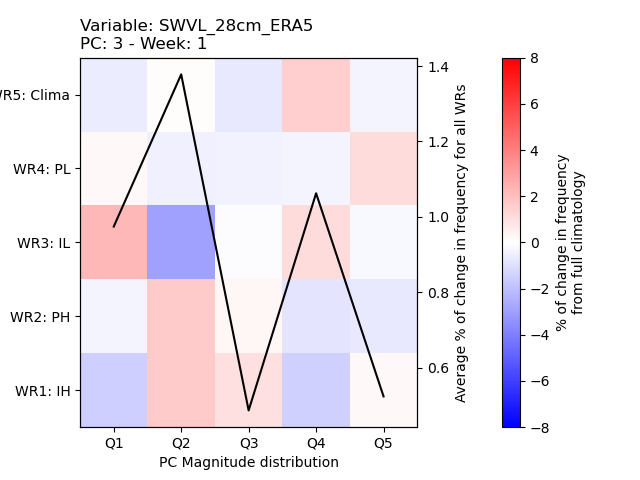 Variable: SWVL_28cm_ERA5
PC: 3 - Week: 1
WR5: Clima
WR4: PL
WR3: IL
WR2: PH
WR1: IH
Q1 Q2 Q3 Q4 Q5
PC Magnitude distribution
1.4
1.2
1.0
0.8
0.6
Average % of change in frequency for all WRs
8
6
4
2
0
−2
−4
−6
−8
% of change in frequency
from full climatology